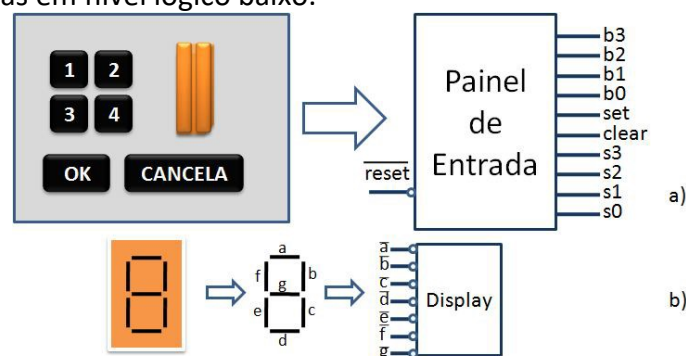 as em nível lógico baixo.
1 2
3 4
OK CANCELA
Painel
de
Entrada
reset
b3
b2
b1
b0
set
clear
s3
s2
s1
s0
a)
a
f b
g
e c
d
a
b
c
d
e
f
g
Display
b)